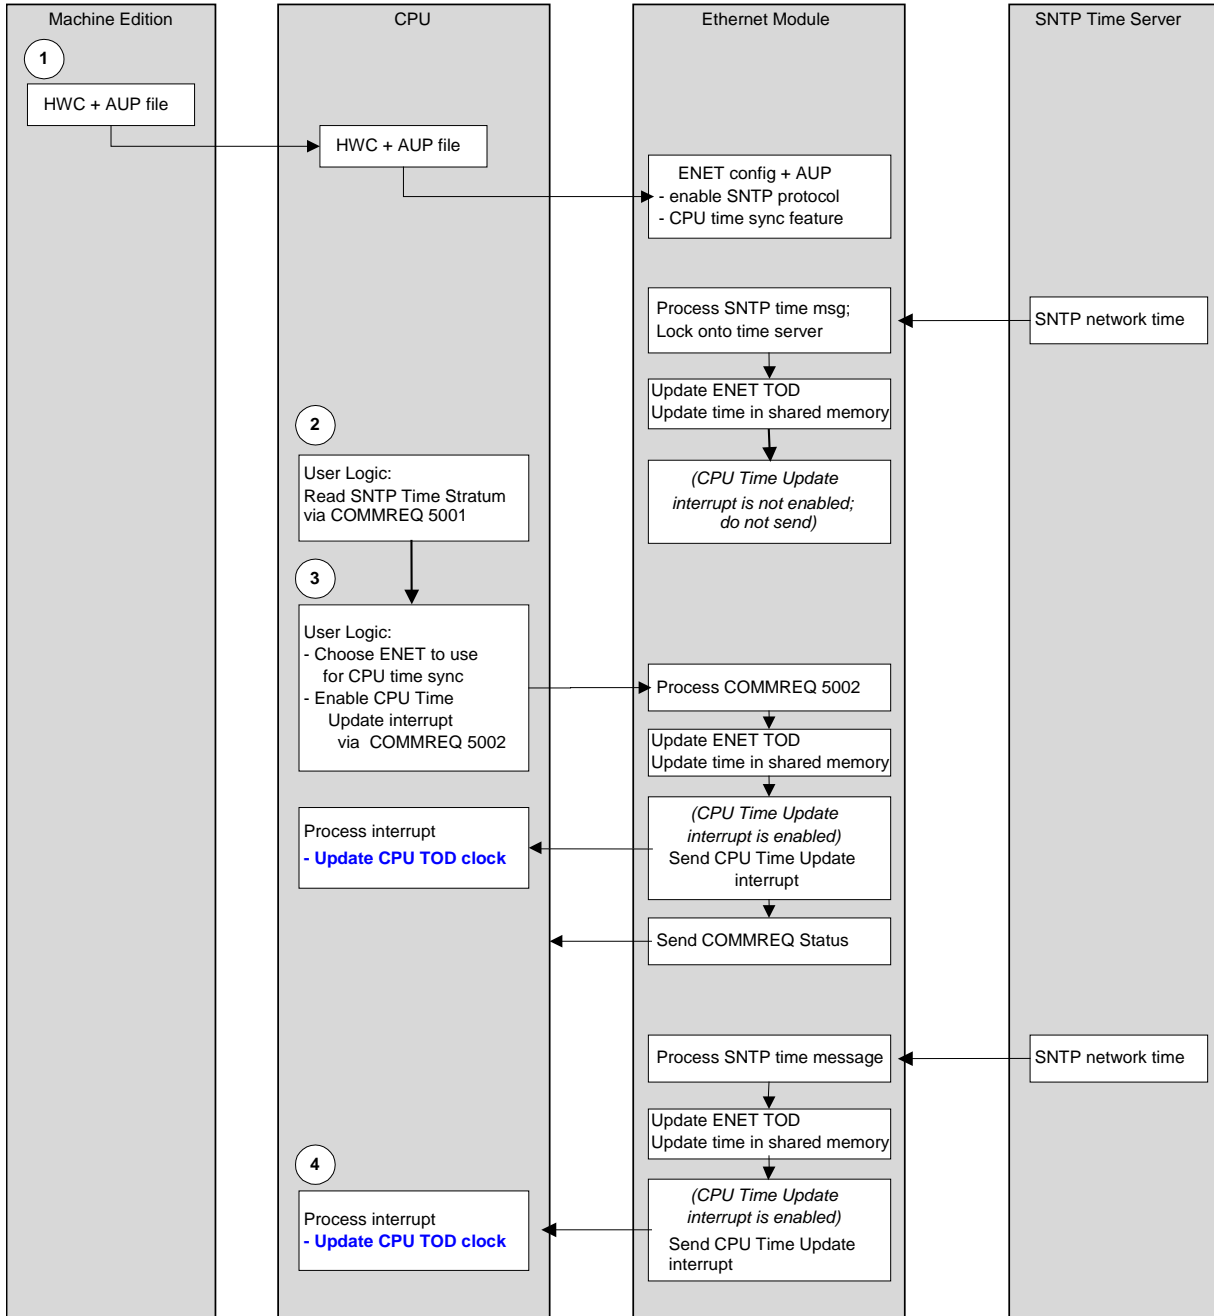 Machine Edition
CPU
Ethernet Module
SNTP Time Server
1
HWC + AUP file
HWC + AUP file
ENET config + AUP
- enable SNTP protocol
- CPU time sync feature
Process SNTP time msg;
Lock onto time server
SNTP network time
Update ENET TOD
Update time in shared memory
2
User Logic:
Read SNTP Time Stratum
via COMMREQ 5001
(CPU Time Update
interrupt is not enabled;
do not send)
3
User Logic:
- Choose ENET to use
for CPU time sync
- Enable CPU Time
Update interrupt
via COMMREQ 5002
Process COMMREQ 5002
Update ENET TOD
Update time in shared memory
(CPU Time Update
interrupt is enabled)
Send CPU Time Update
interrupt
Process interrupt
- Update CPU TOD clock
Send COMMREQ Status
Process SNTP time message
SNTP network time
Update ENET TOD
Update time in shared memory
4
(CPU Time Update
interrupt is enabled)
Send CPU Time Update
interrupt
Process interrupt
- Update CPU TOD clock